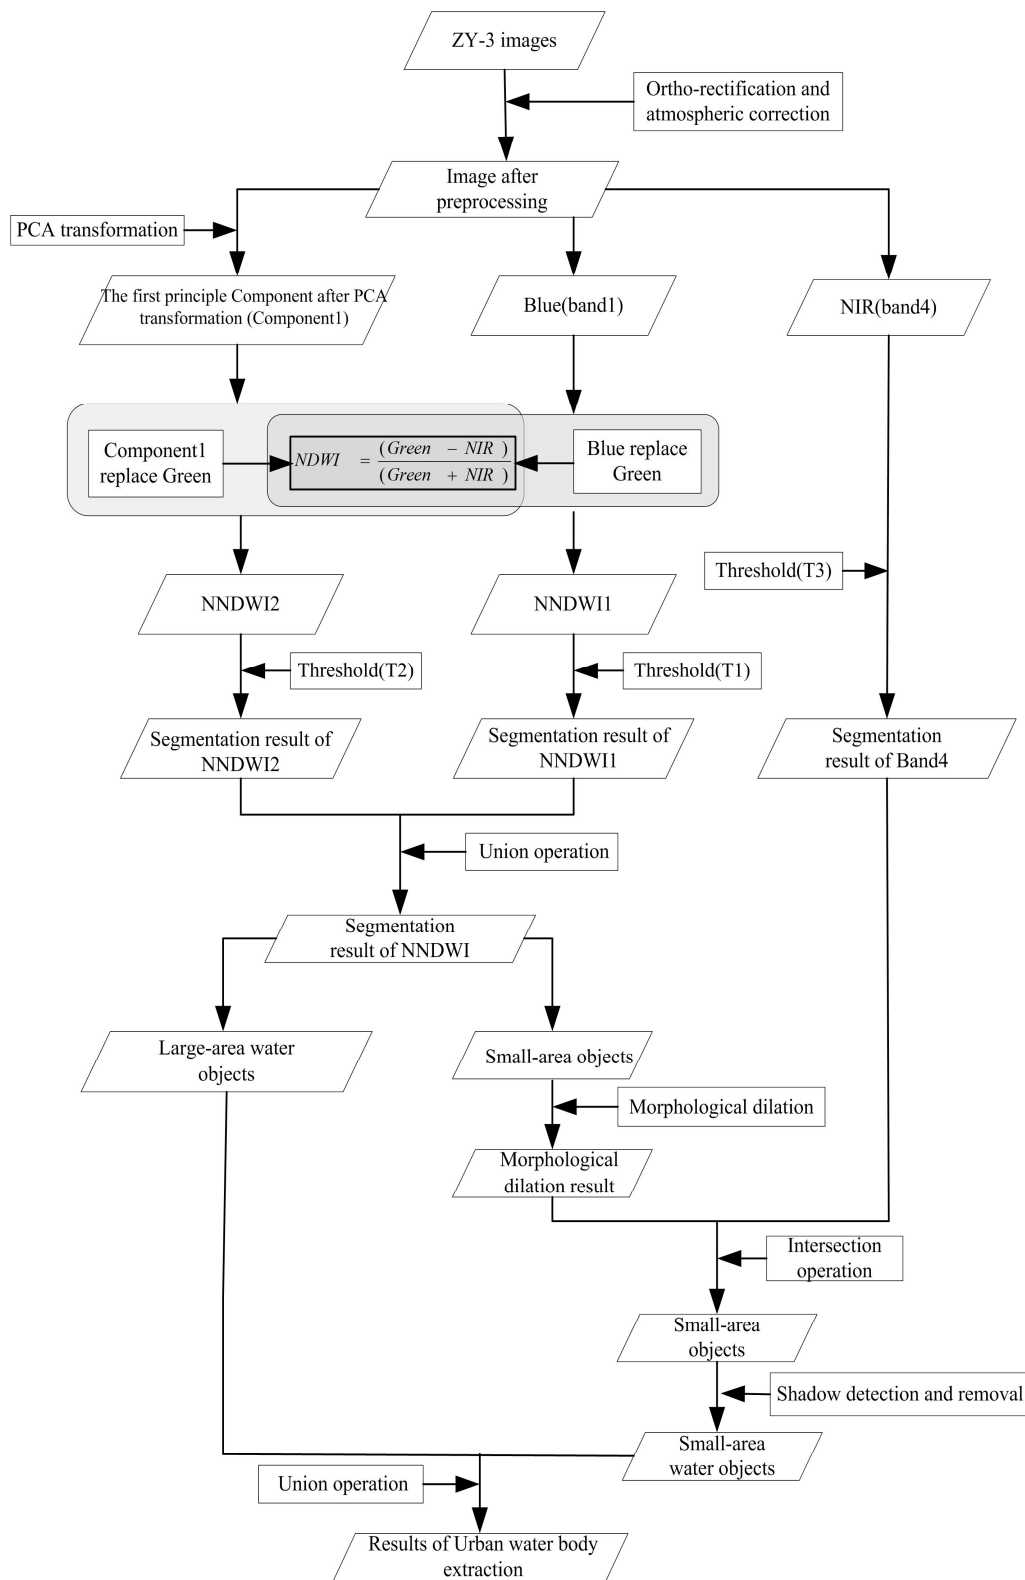 ZY-3 images
Ortho-rectification and
atmospheric correction
Image after
preprocessing
PCA transformation
The first principle Component after PCA
transformation (Component1)
Blue(band1)
NIR(band4)
Component1
replace Green
NDWI = (Green - NIR ) / (Green + NIR )
Blue replace
Green
Threshold(T3)
NNDWI2
NNDWI1
Threshold(T2)
Threshold(T1)
Segmentation result of
NNDWI2
Segmentation result of
NNDWI1
Segmentation
result of Band4
Union operation
Segmentation
result of NNDWI
Large-area water
objects
Small-area objects
Morphological dilation
Morphological
dilation result
Intersection
operation
Small-area
objects
Shadow detection and removal
Small-area
water objects
Union operation
Results of Urban water body
extraction